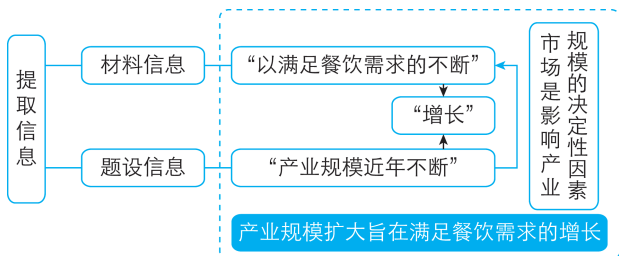 提取信息
材料信息
“以满足餐饮需求的不断”
“增长”
题设信息
“产业规模近年不断”
市场是影响产业
规模的决定性因素
产业规模扩大旨在满足餐饮需求的增长